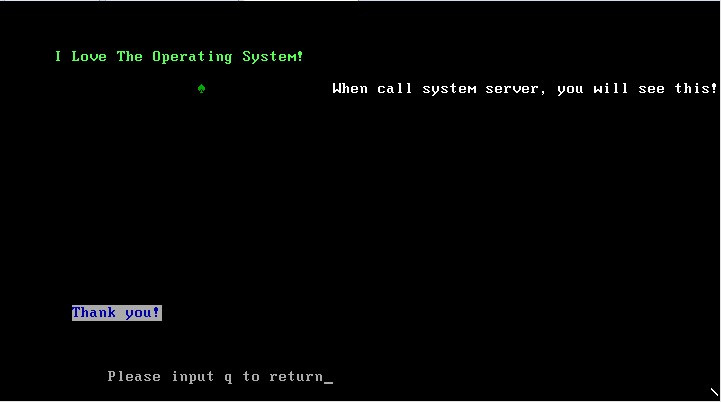 I Love The Operating System!
♠ When call system server, you will see this!
Thank you!
Please input q to return_
\